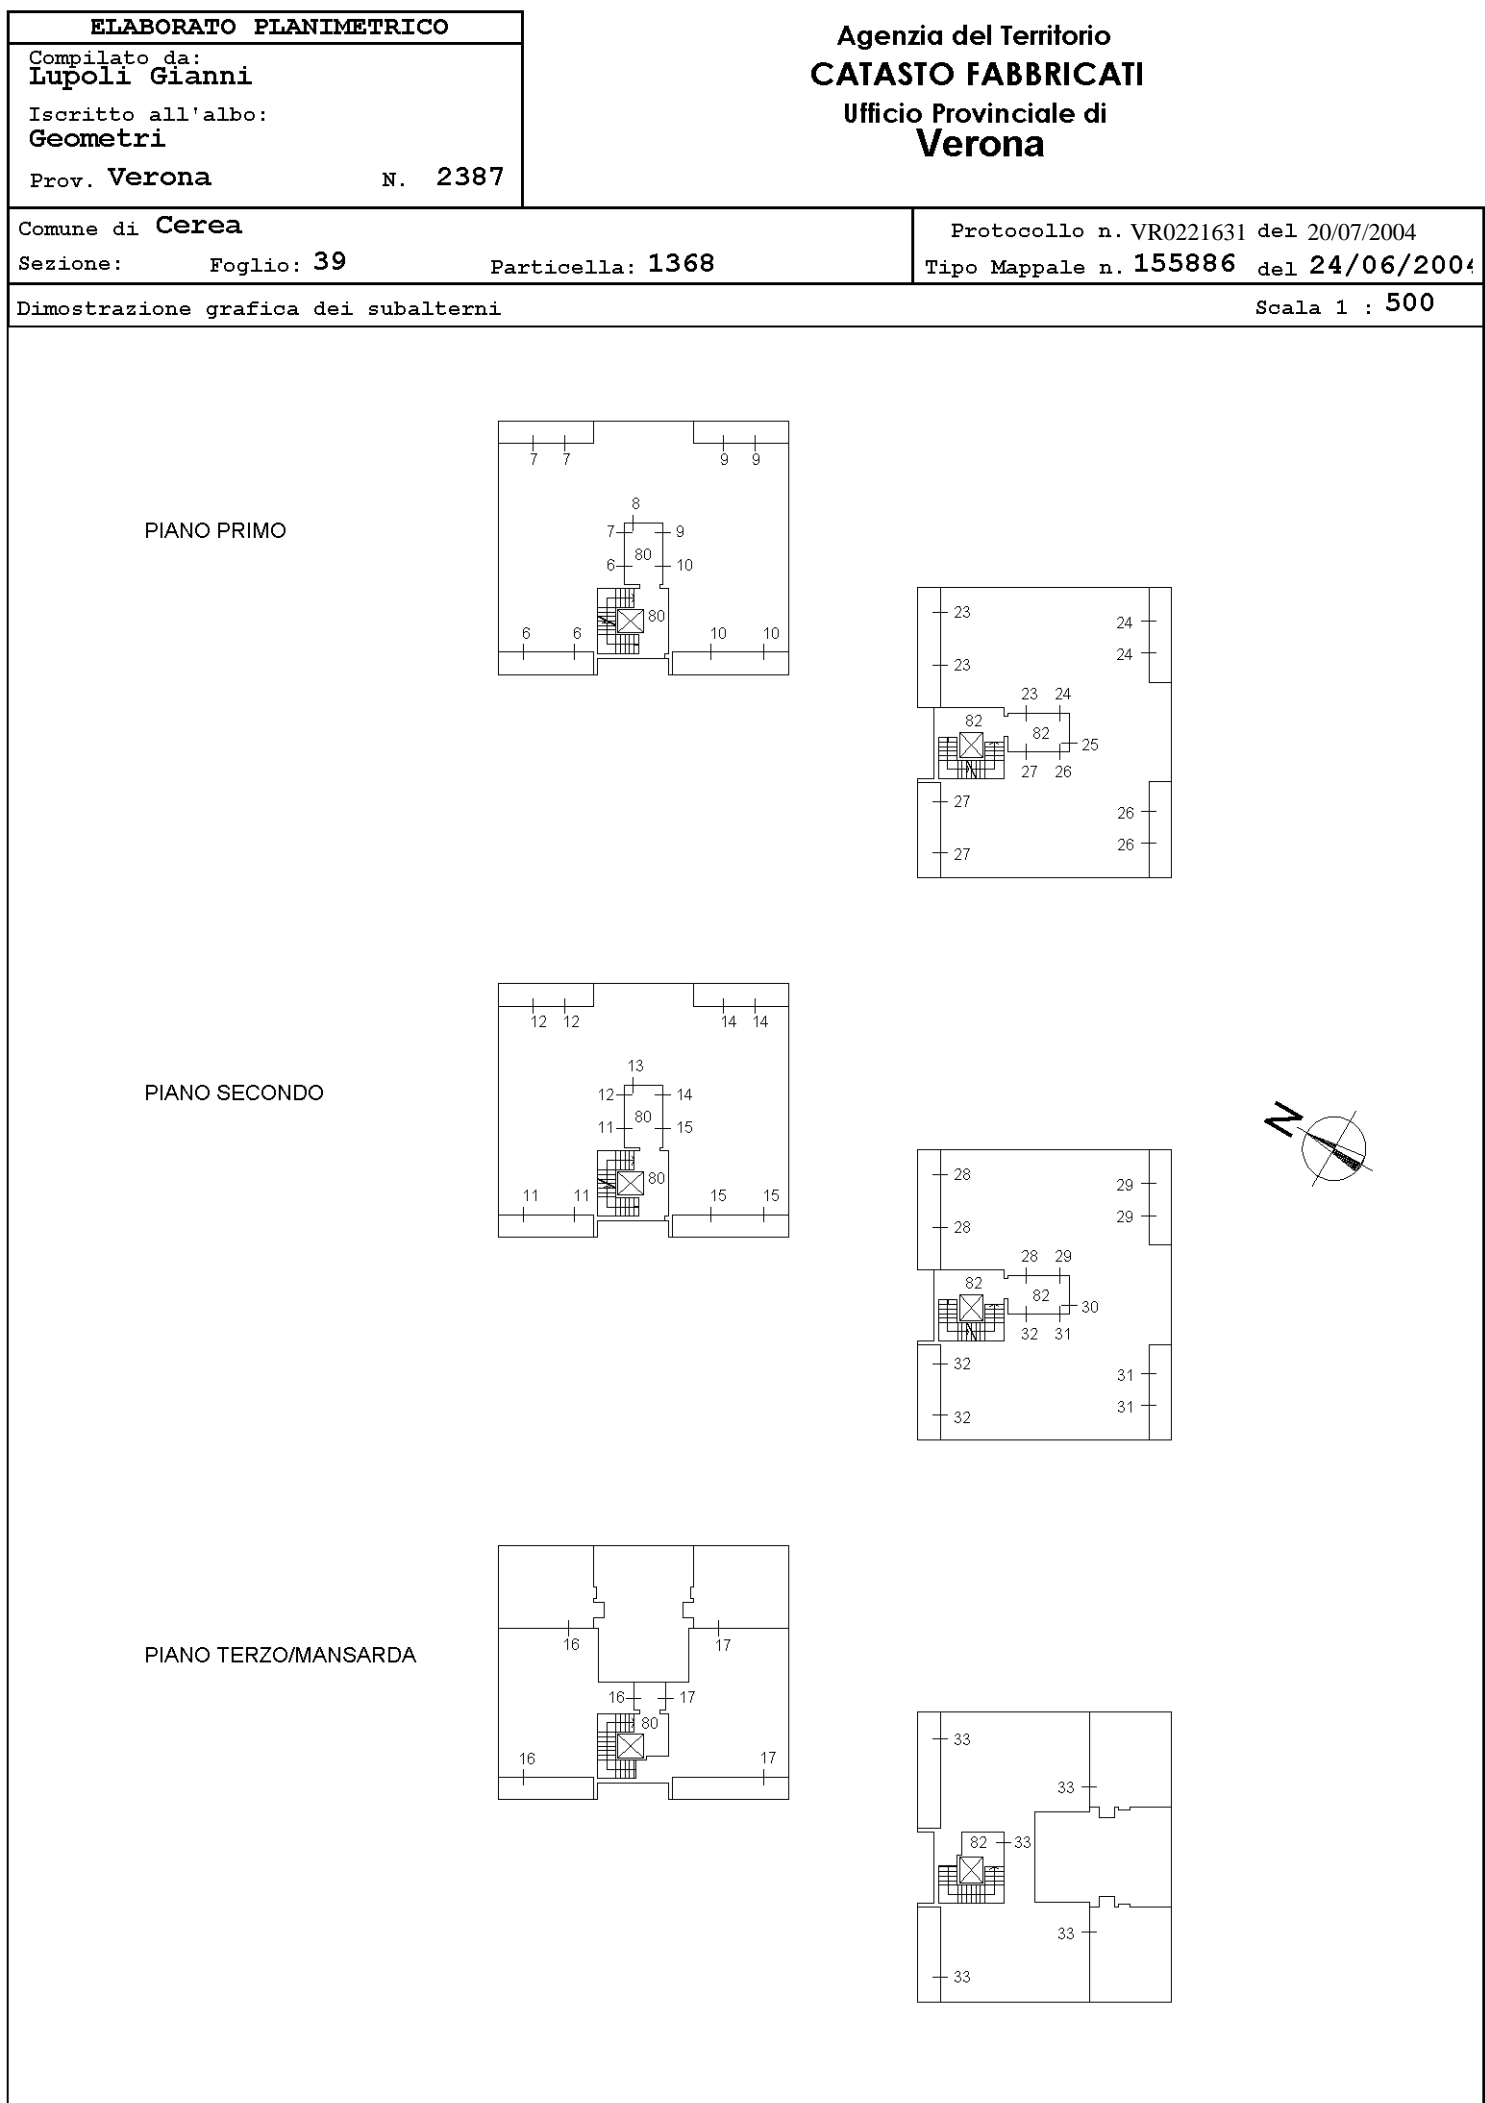 ELABORATO PLANIMETRICO
Compilato da:
Lupoli Gianni
Iscritto all'albo:
Geometri
Prov. Verona N. 2387
Agenzia del Territorio
CATASTO FABBRICATI
Ufficio Provinciale di
Verona
Comune di Cerea
Sezione: Foglio: 39 Particella: 1368
Protocollo n. VR0221631 del 20/07/2004
Tipo Mappale n. 155886 del 24/06/2004
Dimostrazione grafica dei subalterni Scala 1 : 500
PIANO PRIMO
7 7 9 9
8
7 9
80
6 10
80
6 6 10 10
23 24
23 24
23 24
82 82 25
27 26
27 26
27 26
PIANO SECONDO
12 12 14 14
13
12 14
80
11 15
80
11 11 15 15
N
28 29
28 29
28 29
82 82 30
32 31
32 31
32 31
PIANO TERZO/MANSARDA
16 17
16 17
80
16 17
33
33
82 33
33
33